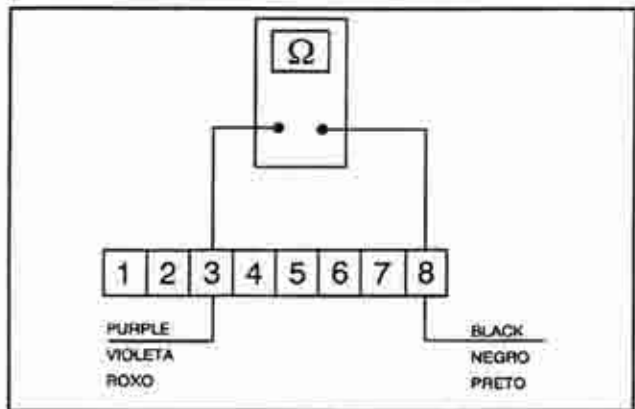 Ω
1 2 3 4 5 6 7 8
PURPLE
VIOLETA
ROXO
BLACK
NEGRO
PRETO